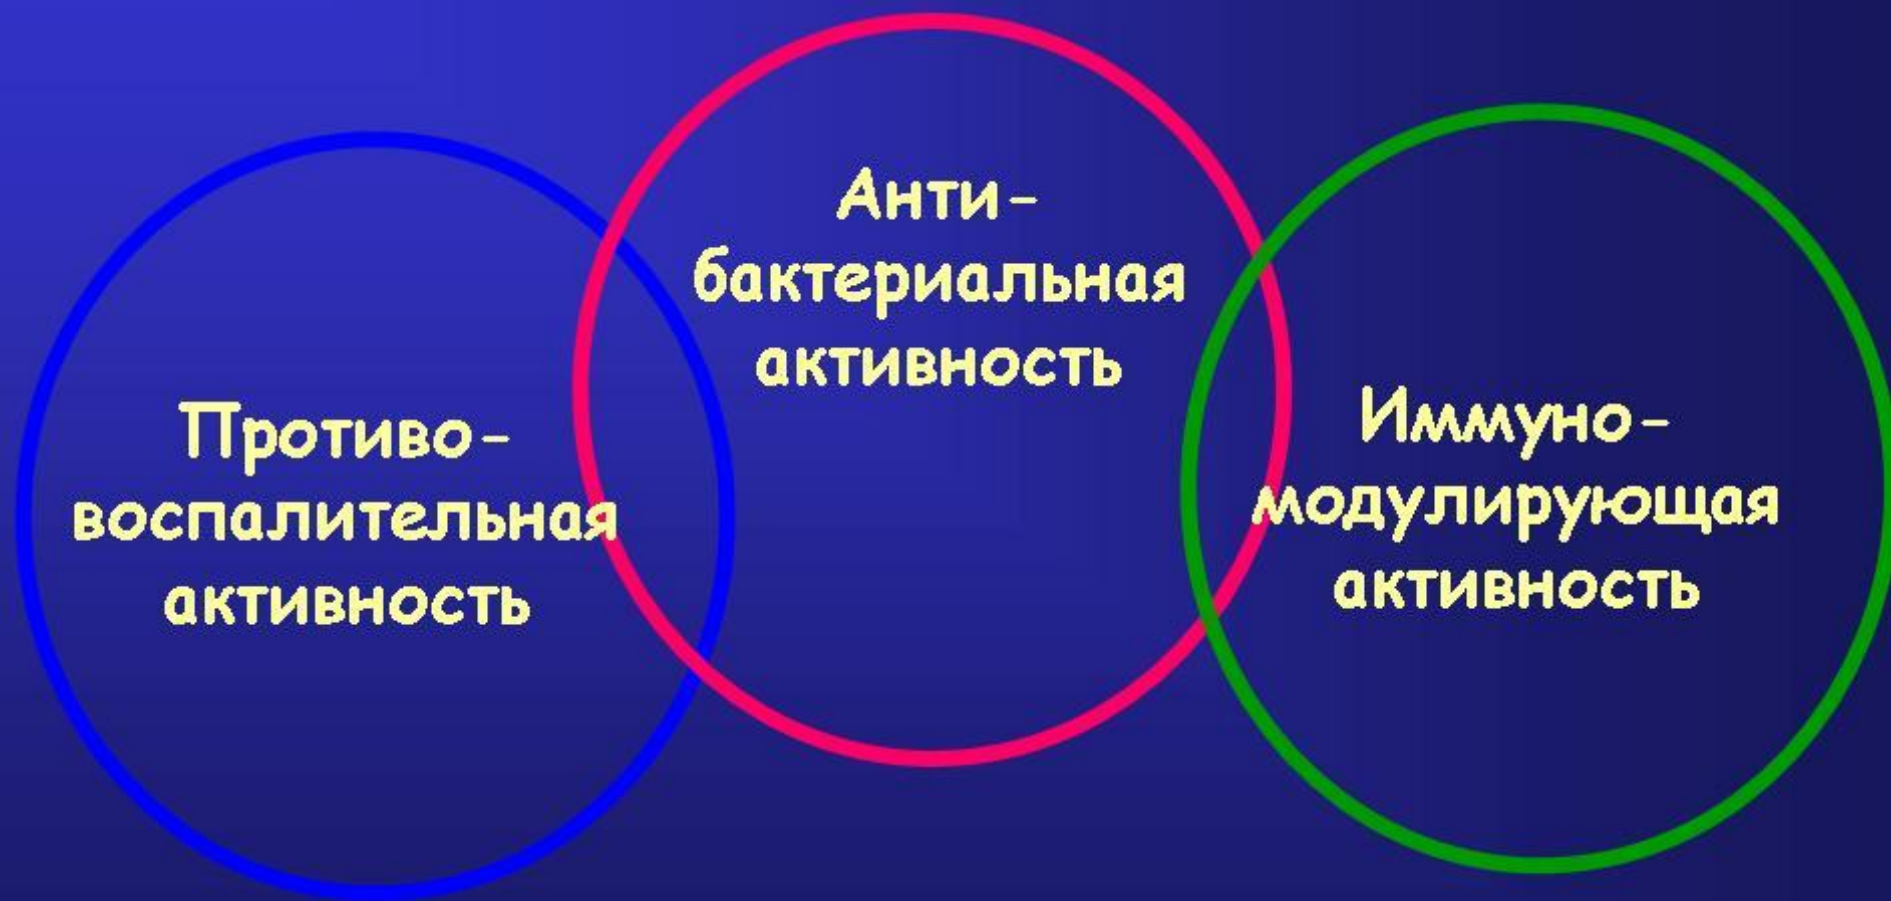 Противо-
воспалительная
активность
Анти-
бактериальная
активность
Иммуно-
модулирующая
активность